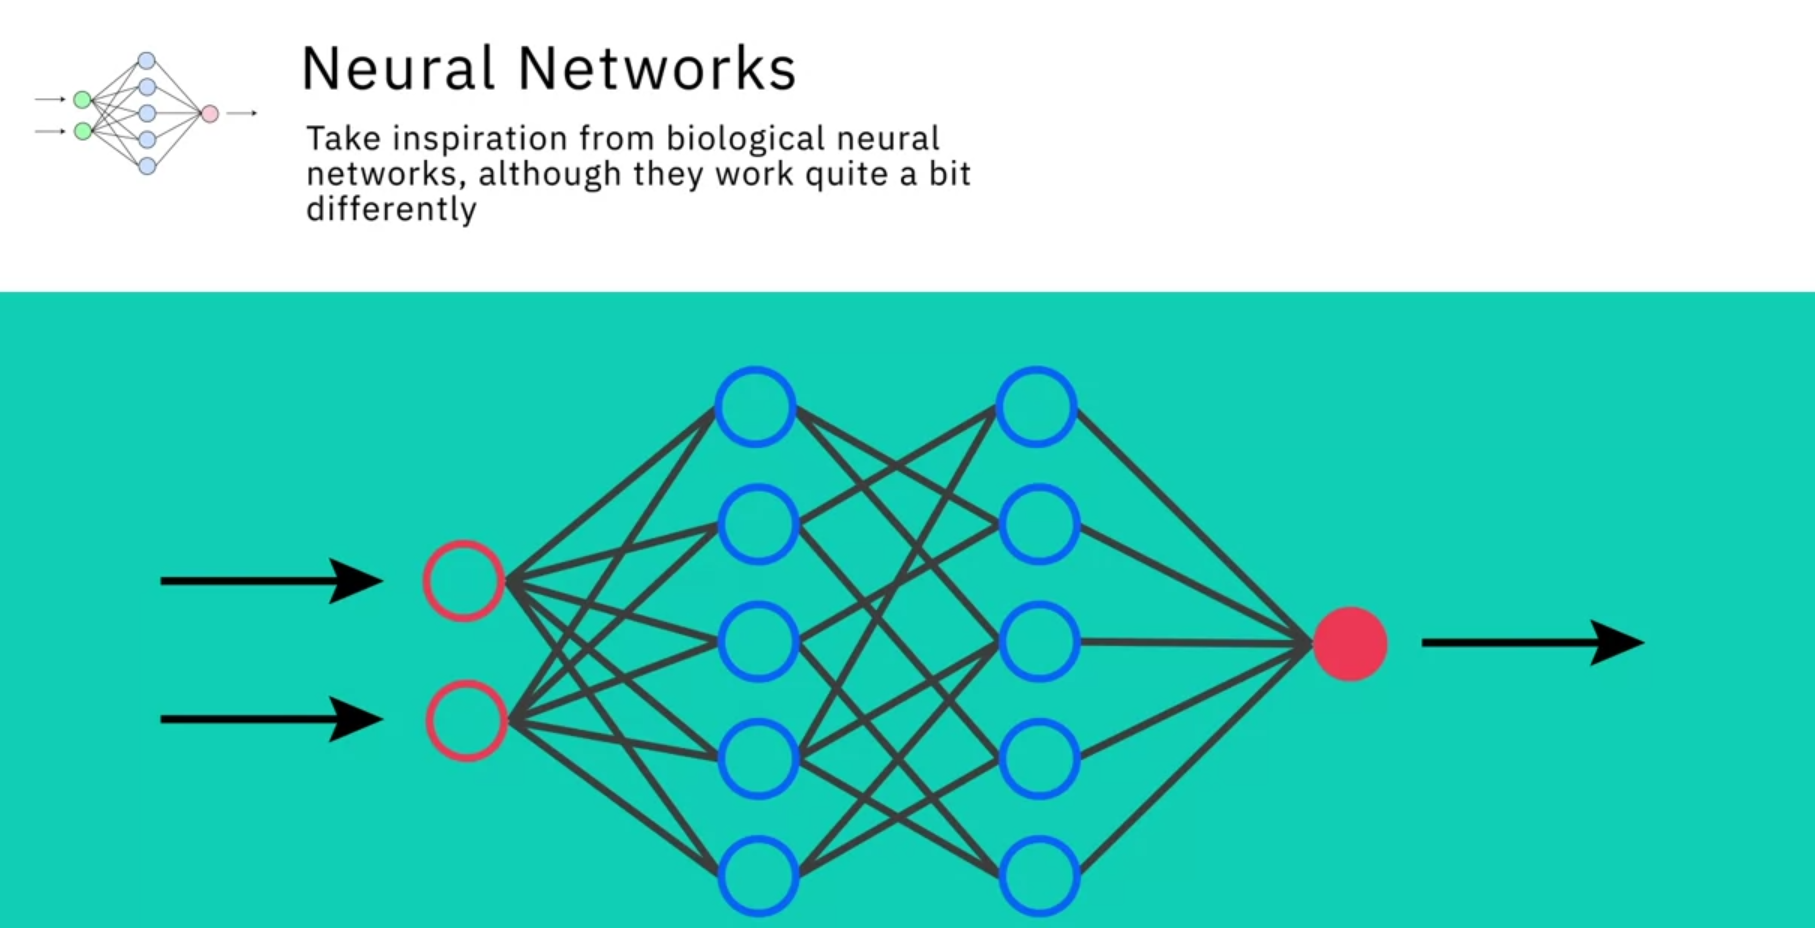 Neural Networks
Take inspiration from biological neural
networks, although they work quite a bit
differently